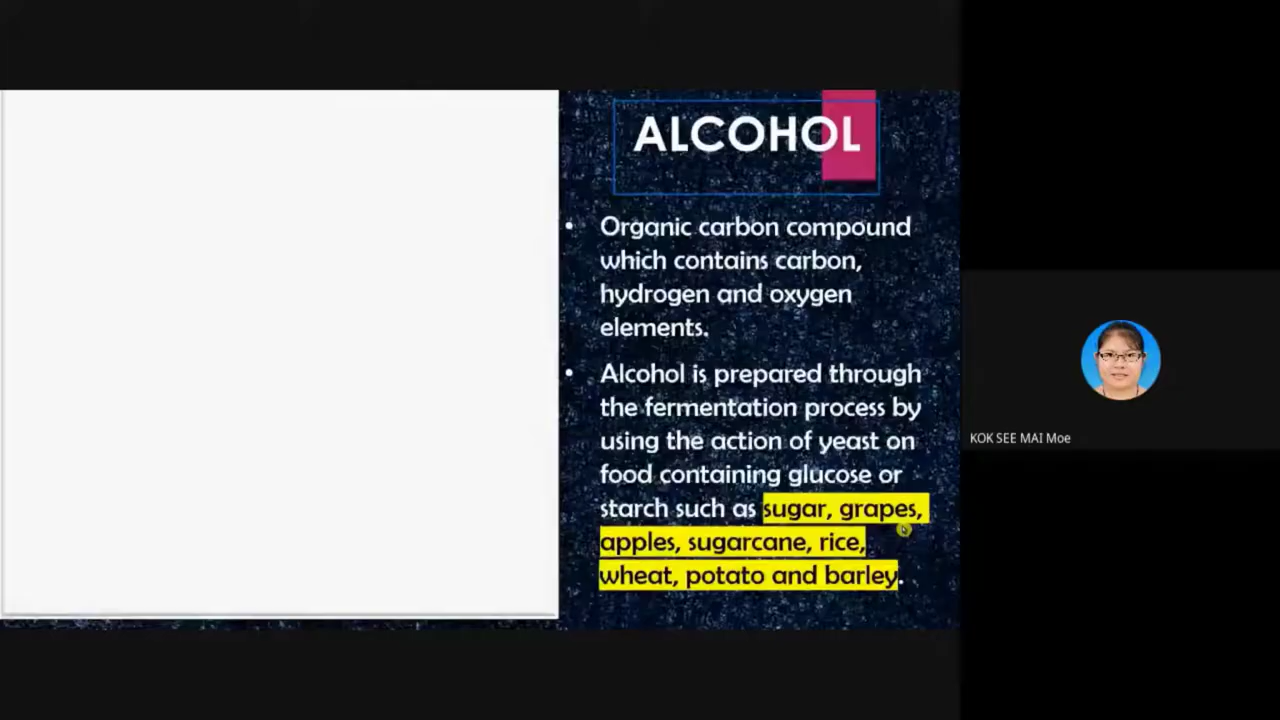 ALCOHOL
• Organic carbon compound
which contains carbon,
hydrogen and oxygen
elements.
• Alcohol is prepared through
the fermentation process by
using the action of yeast on
food containing glucose or
starch such as sugar, grapes,
apples, sugarcane, rice,
wheat, potato and barley.
KOK SEE MAI Moe